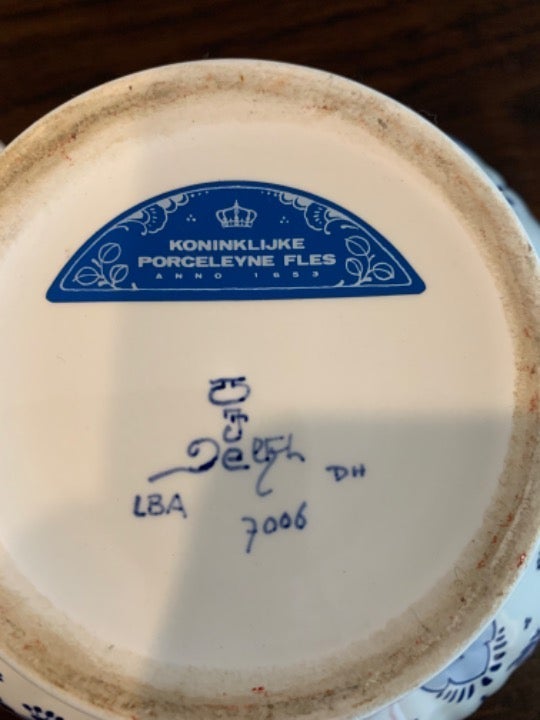 KONINKLIJKE
PORCELEYNE FLES
ANNO 1653
Delft
LBA
DH
7006